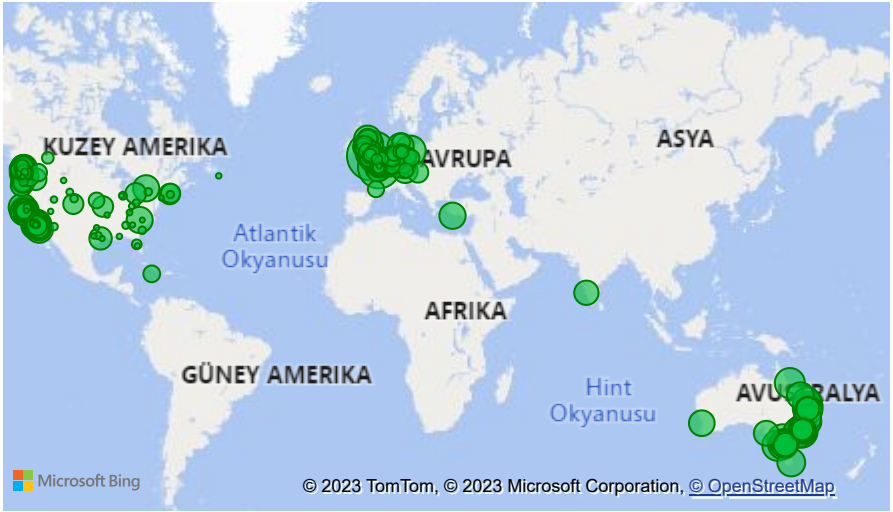 KUZEY AMERIKA
AVRUPA
ASYA
Atlantik
Okyanusu
AFRIKA
GÜNEY AMERIKA
Hint
Okyanusu
AVUSTRALYA
Microsoft Bing
© 2023 TomTom, © 2023 Microsoft Corporation, © OpenStreetMap